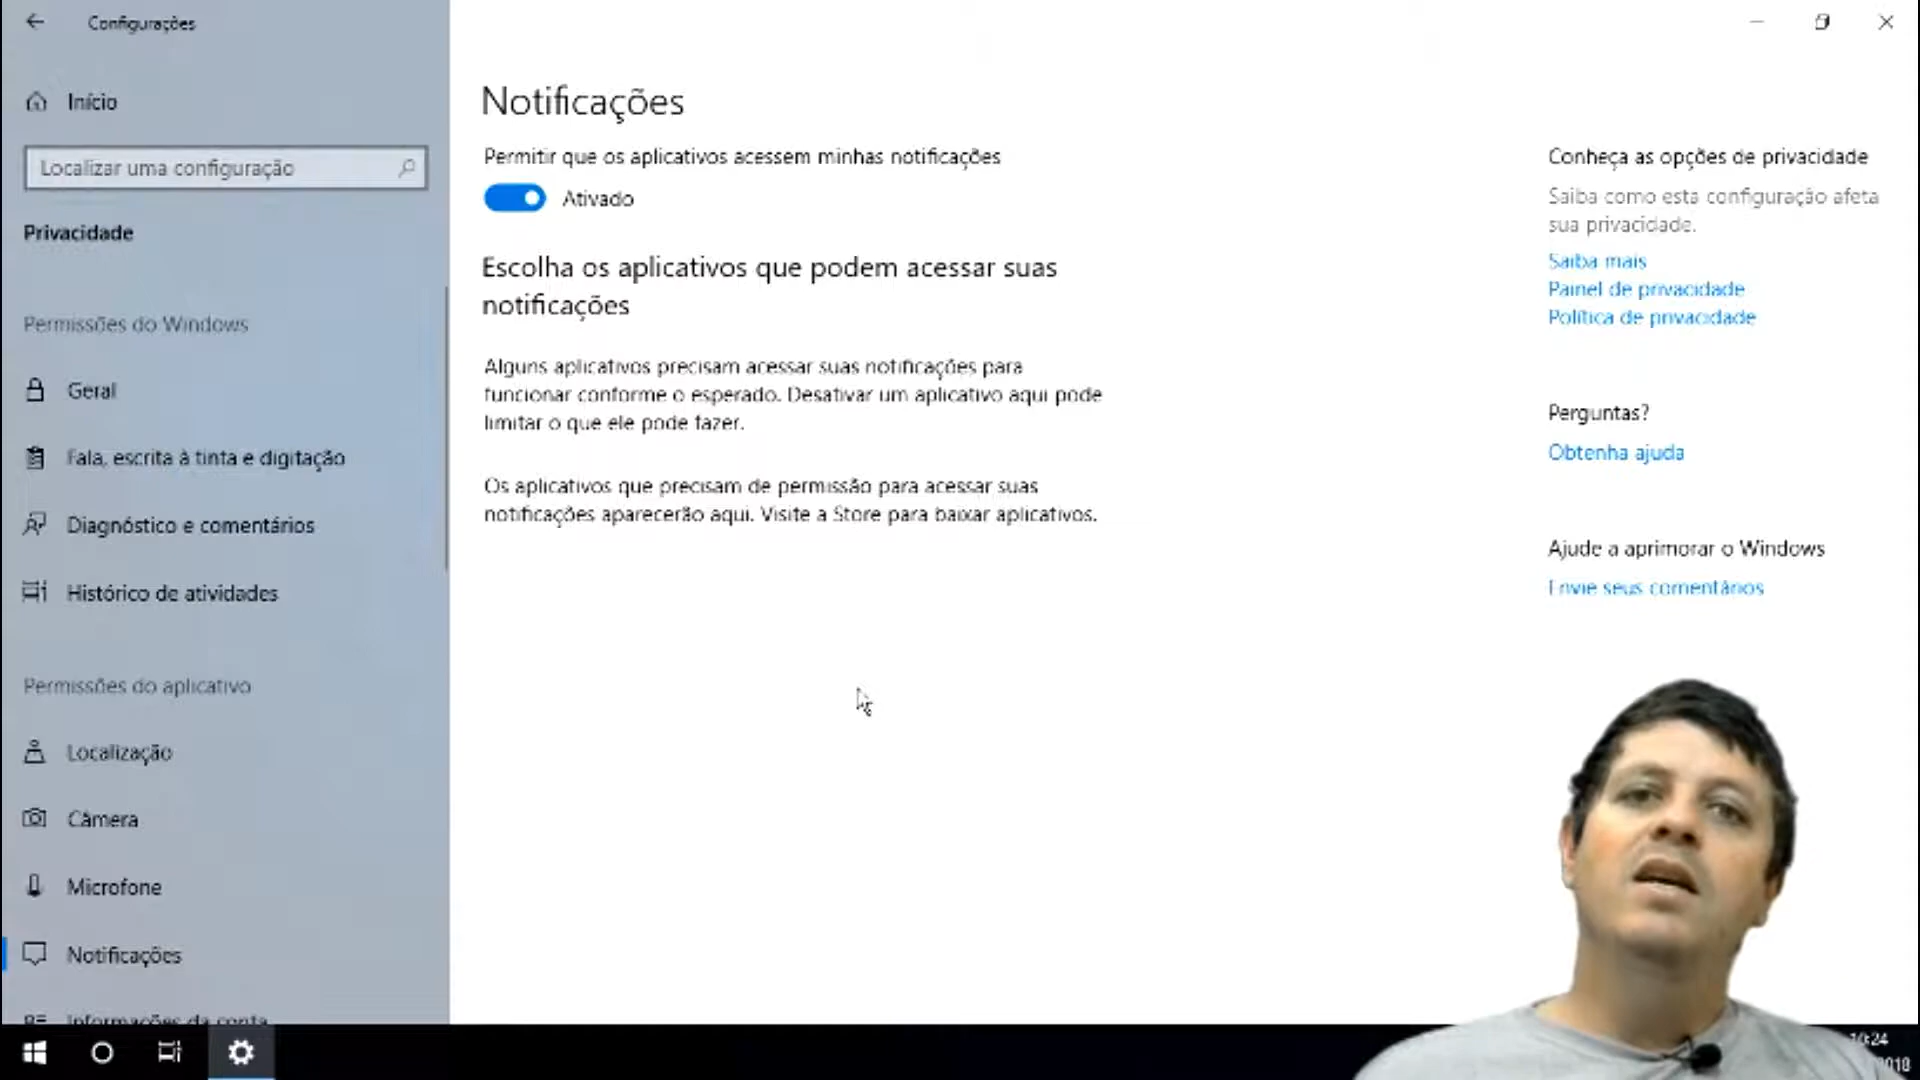 Configurações
Início
Localizar uma configuração
Privacidade
Permissões do Windows
Geral
Fala, escrita à tinta e digitação
Diagnóstico e comentários
Histórico de atividades
Permissões do aplicativo
Localização
Câmera
Microfone
Notificações
Informações da conta
Notificações
Permitir que os aplicativos acessem minhas notificações
Ativado
Escolha os aplicativos que podem acessar suas
notificações
Alguns aplicativos precisam acessar suas notificações para
funcionar conforme o esperado. Desativar um aplicativo aqui pode
limitar o que ele pode fazer.
Os aplicativos que precisam de permissão para acessar suas
notificações aparecerão aqui. Visite a Store para baixar aplicativos.
Conheça as opções de privacidade
Saiba como esta configuração afeta
sua privacidade.
Saiba mais
Painel de privacidade
Política de privacidade
Perguntas?
Obtenha ajuda
Ajude a aprimorar o Windows
Envie seus comentários
10:24